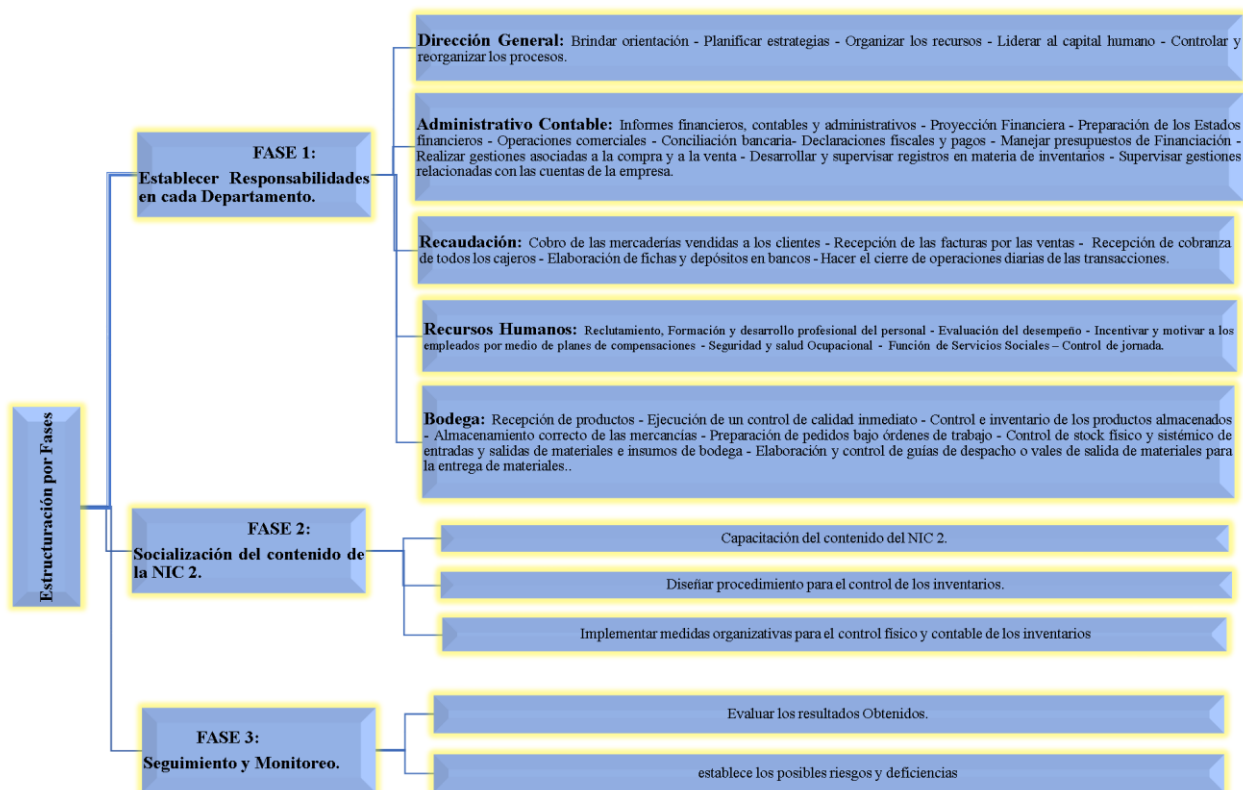 Estructuración por Fases
FASE 1:
Establecer Responsabilidades
en cada Departamento.
Dirección General: Brindar orientación - Planificar estrategias - Organizar los recursos - Liderar al capital humano - Controlar y
reorganizar los procesos.
Administrativo Contable: Informes financieros, contables y administrativos - Proyección Financiera - Preparación de los Estados
financieros - Operaciones comerciales - Conciliación bancaria- Declaraciones fiscales y pagos - Manejar presupuestos de Financiación -
Realizar gestiones asociadas a la compra y a la venta - Desarrollar y supervisar registros en materia de inventarios - Supervisar gestiones
relacionadas con las cuentas de la empresa.
Recaudación: Cobro de las mercaderías vendidas a los clientes - Recepción de las facturas por las ventas - Recepción de cobranza
de todos los cajeros - Elaboración de fichas y depósitos en bancos - Hacer el cierre de operaciones diarias de las transacciones.
Recursos Humanos: Reclutamiento, Formación y desarrollo profesional del personal - Evaluación del desempeño - Incentivar y motivar a los
empleados por medio de planes de compensaciones - Seguridad y salud Ocupacional - Función de Servicios Sociales – Control de jornada.
Bodega: Recepción de productos - Ejecución de un control de calidad inmediato - Control e inventario de los productos almacenados
- Almacenamiento correcto de las mercancías - Preparación de pedidos bajo órdenes de trabajo - Control de stock físico y sistémico de
entradas y salidas de materiales e insumos de bodega - Elaboración y control de guías de despacho o vales de salida de materiales para
la entrega de materiales..
FASE 2:
Socialización del contenido de
la NIC 2.
Capacitación del contenido del NIC 2.
Diseñar procedimiento para el control de los inventarios.
Implementar medidas organizativas para el control físico y contable de los inventarios
FASE 3:
Seguimiento y Monitoreo.
Evaluar los resultados Obtenidos.
establece los posibles riesgos y deficiencias